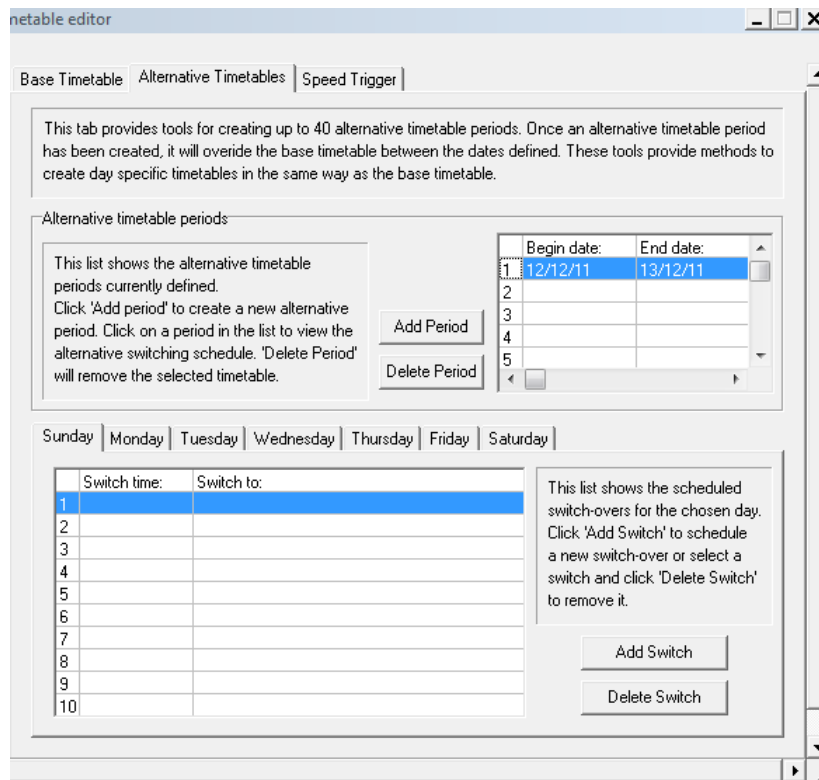 metable editor
Base Timetable Alternative Timetables Speed Trigger
This tab provides tools for creating up to 40 alternative timetable periods. Once an alternative timetable period
has been created, it will overide the base timetable between the dates defined. These tools provide methods to
create day specific timetables in the same way as the base timetable.
Alternative timetable periods
This list shows the alternative timetable
periods currently defined.
Click 'Add period' to create a new alternative
period. Click on a period in the list to view the
alternative switching schedule. 'Delete Period'
will remove the selected timetable.
Add Period
Delete Period
Begin date: End date:
1 12/12/11 13/12/11
2
3
4
5
Sunday Monday Tuesday Wednesday Thursday Friday Saturday
Switch time: Switch to:
1
2
3
4
5
6
7
8
9
10
This list shows the scheduled
switch-overs for the chosen day.
Click 'Add Switch' to schedule
a new switch-over or select a
switch and click 'Delete Switch'
to remove it.
Add Switch
Delete Switch